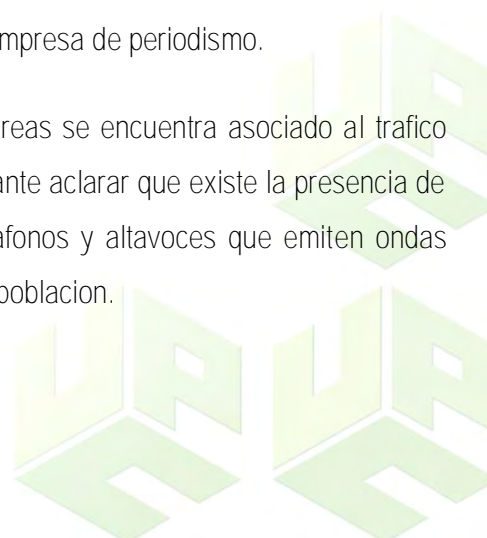 mpresa de periodismo.
reas se encuentra asociado al trafico
ante aclarar que existe la presencia de
afonos y altavoces que emiten ondas
poblacion.